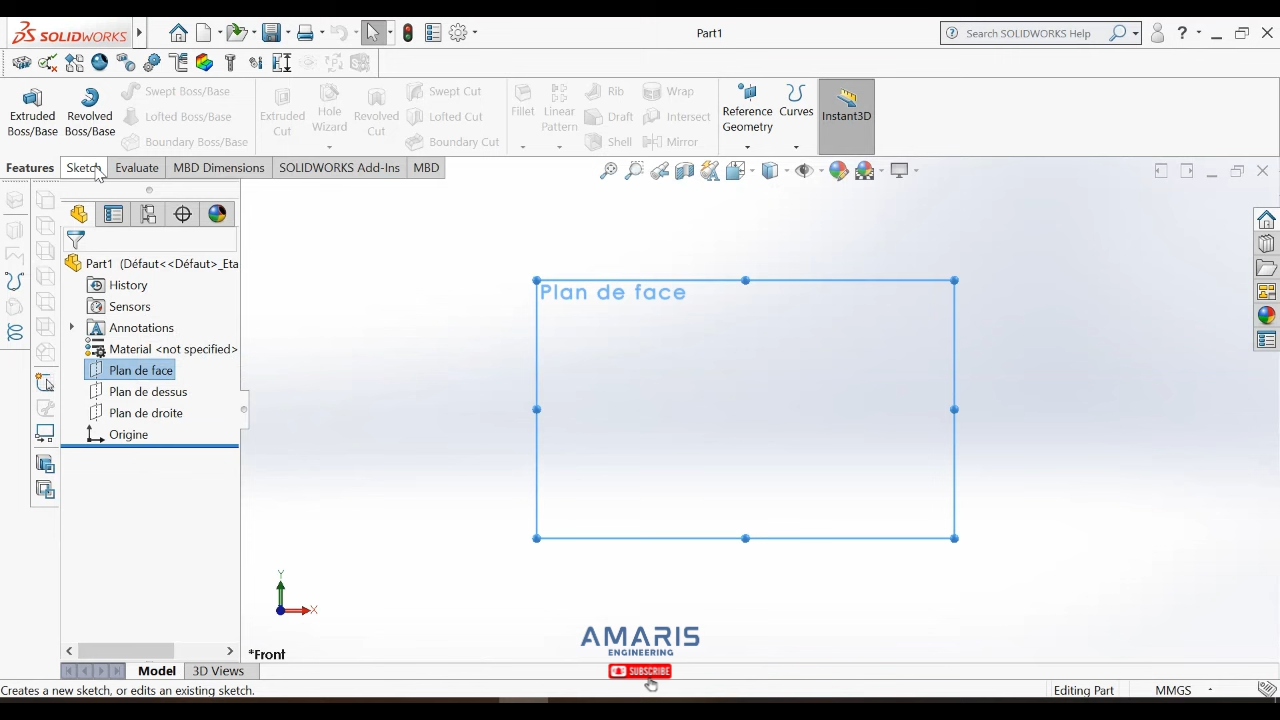 SOLIDWORKS
Part1
Search SOLIDWORKS Help
Extruded Boss/Base
Revolved Boss/Base
Swept Boss/Base
Lofted Boss/Base
Boundary Boss/Base
Extruded Cut
Hole Wizard
Revolved Cut
Swept Cut
Lofted Cut
Boundary Cut
Fillet
Linear Pattern
Rib
Draft
Shell
Wrap
Intersect
Mirror
Reference Geometry
Curves
Instant3D
Features
Sketch
Evaluate
MBD Dimensions
SOLIDWORKS Add-Ins
MBD
Part1 (Défaut<<Défaut>_Eta
History
Sensors
Annotations
Material <not specified>
Plan de face
Plan de dessus
Plan de droite
Origine
Plan de face
Y
X
*Front
AMARIS
ENGINEERING
SUBSCRIBE
Model
3D Views
Creates a new sketch, or edits an existing sketch.
Editing Part
MMGS